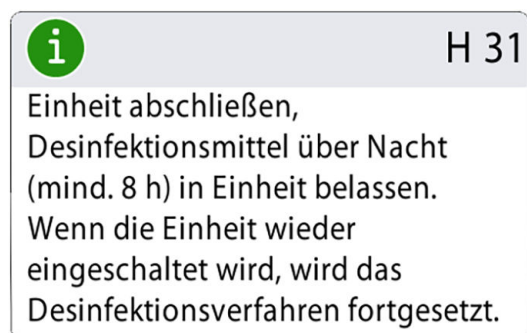 i
H 31
Einheit abschließen,
Desinfektionsmittel über Nacht
(mind. 8 h) in Einheit belassen.
Wenn die Einheit wieder
eingeschaltet wird, wird das
Desinfektionsverfahren fortgesetzt.